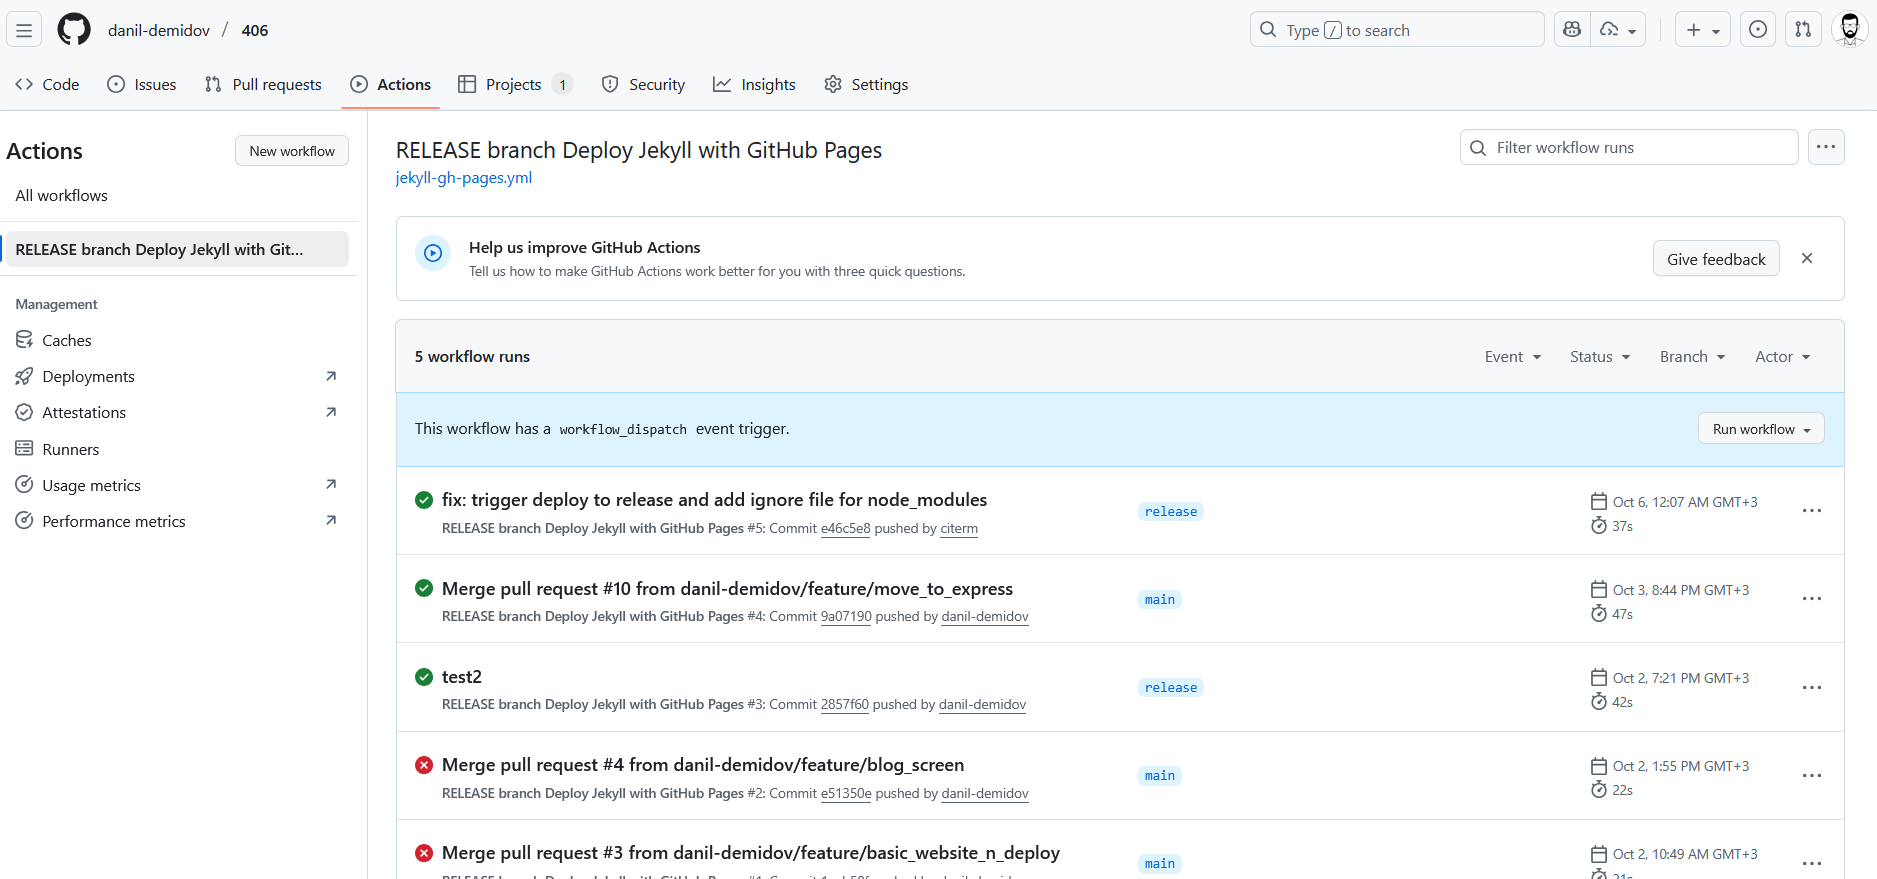 danil-demidov / 406
Type / to search
Code
Issues
Pull requests
Actions
Projects 1
Security
Insights
Settings
Actions
New workflow
All workflows
RELEASE branch Deploy Jekyll with Git...
Management
Caches
Deployments
Attestations
Runners
Usage metrics
Performance metrics
RELEASE branch Deploy Jekyll with GitHub Pages
jekyll-gh-pages.yml
Filter workflow runs
Help us improve GitHub Actions
Tell us how to make GitHub Actions work better for you with three quick questions.
Give feedback
5 workflow runs
Event
Status
Branch
Actor
This workflow has a workflow_dispatch event trigger.
Run workflow
fix: trigger deploy to release and add ignore file for node_modules
RELEASE branch Deploy Jekyll with GitHub Pages #5: Commit e46c5e8 pushed by citerm
release
Oct 6, 12:07 AM GMT+3
37s
Merge pull request #10 from danil-demidov/feature/move_to_express
RELEASE branch Deploy Jekyll with GitHub Pages #4: Commit 9a07190 pushed by danil-demidov
main
Oct 3, 8:44 PM GMT+3
47s
test2
RELEASE branch Deploy Jekyll with GitHub Pages #3: Commit 2857f60 pushed by danil-demidov
release
Oct 2, 7:21 PM GMT+3
42s
Merge pull request #4 from danil-demidov/feature/blog_screen
RELEASE branch Deploy Jekyll with GitHub Pages #2: Commit e51350e pushed by danil-demidov
main
Oct 2, 1:55 PM GMT+3
22s
Merge pull request #3 from danil-demidov/feature/basic_website_n_deploy
main
Oct 2, 10:49 AM GMT+3